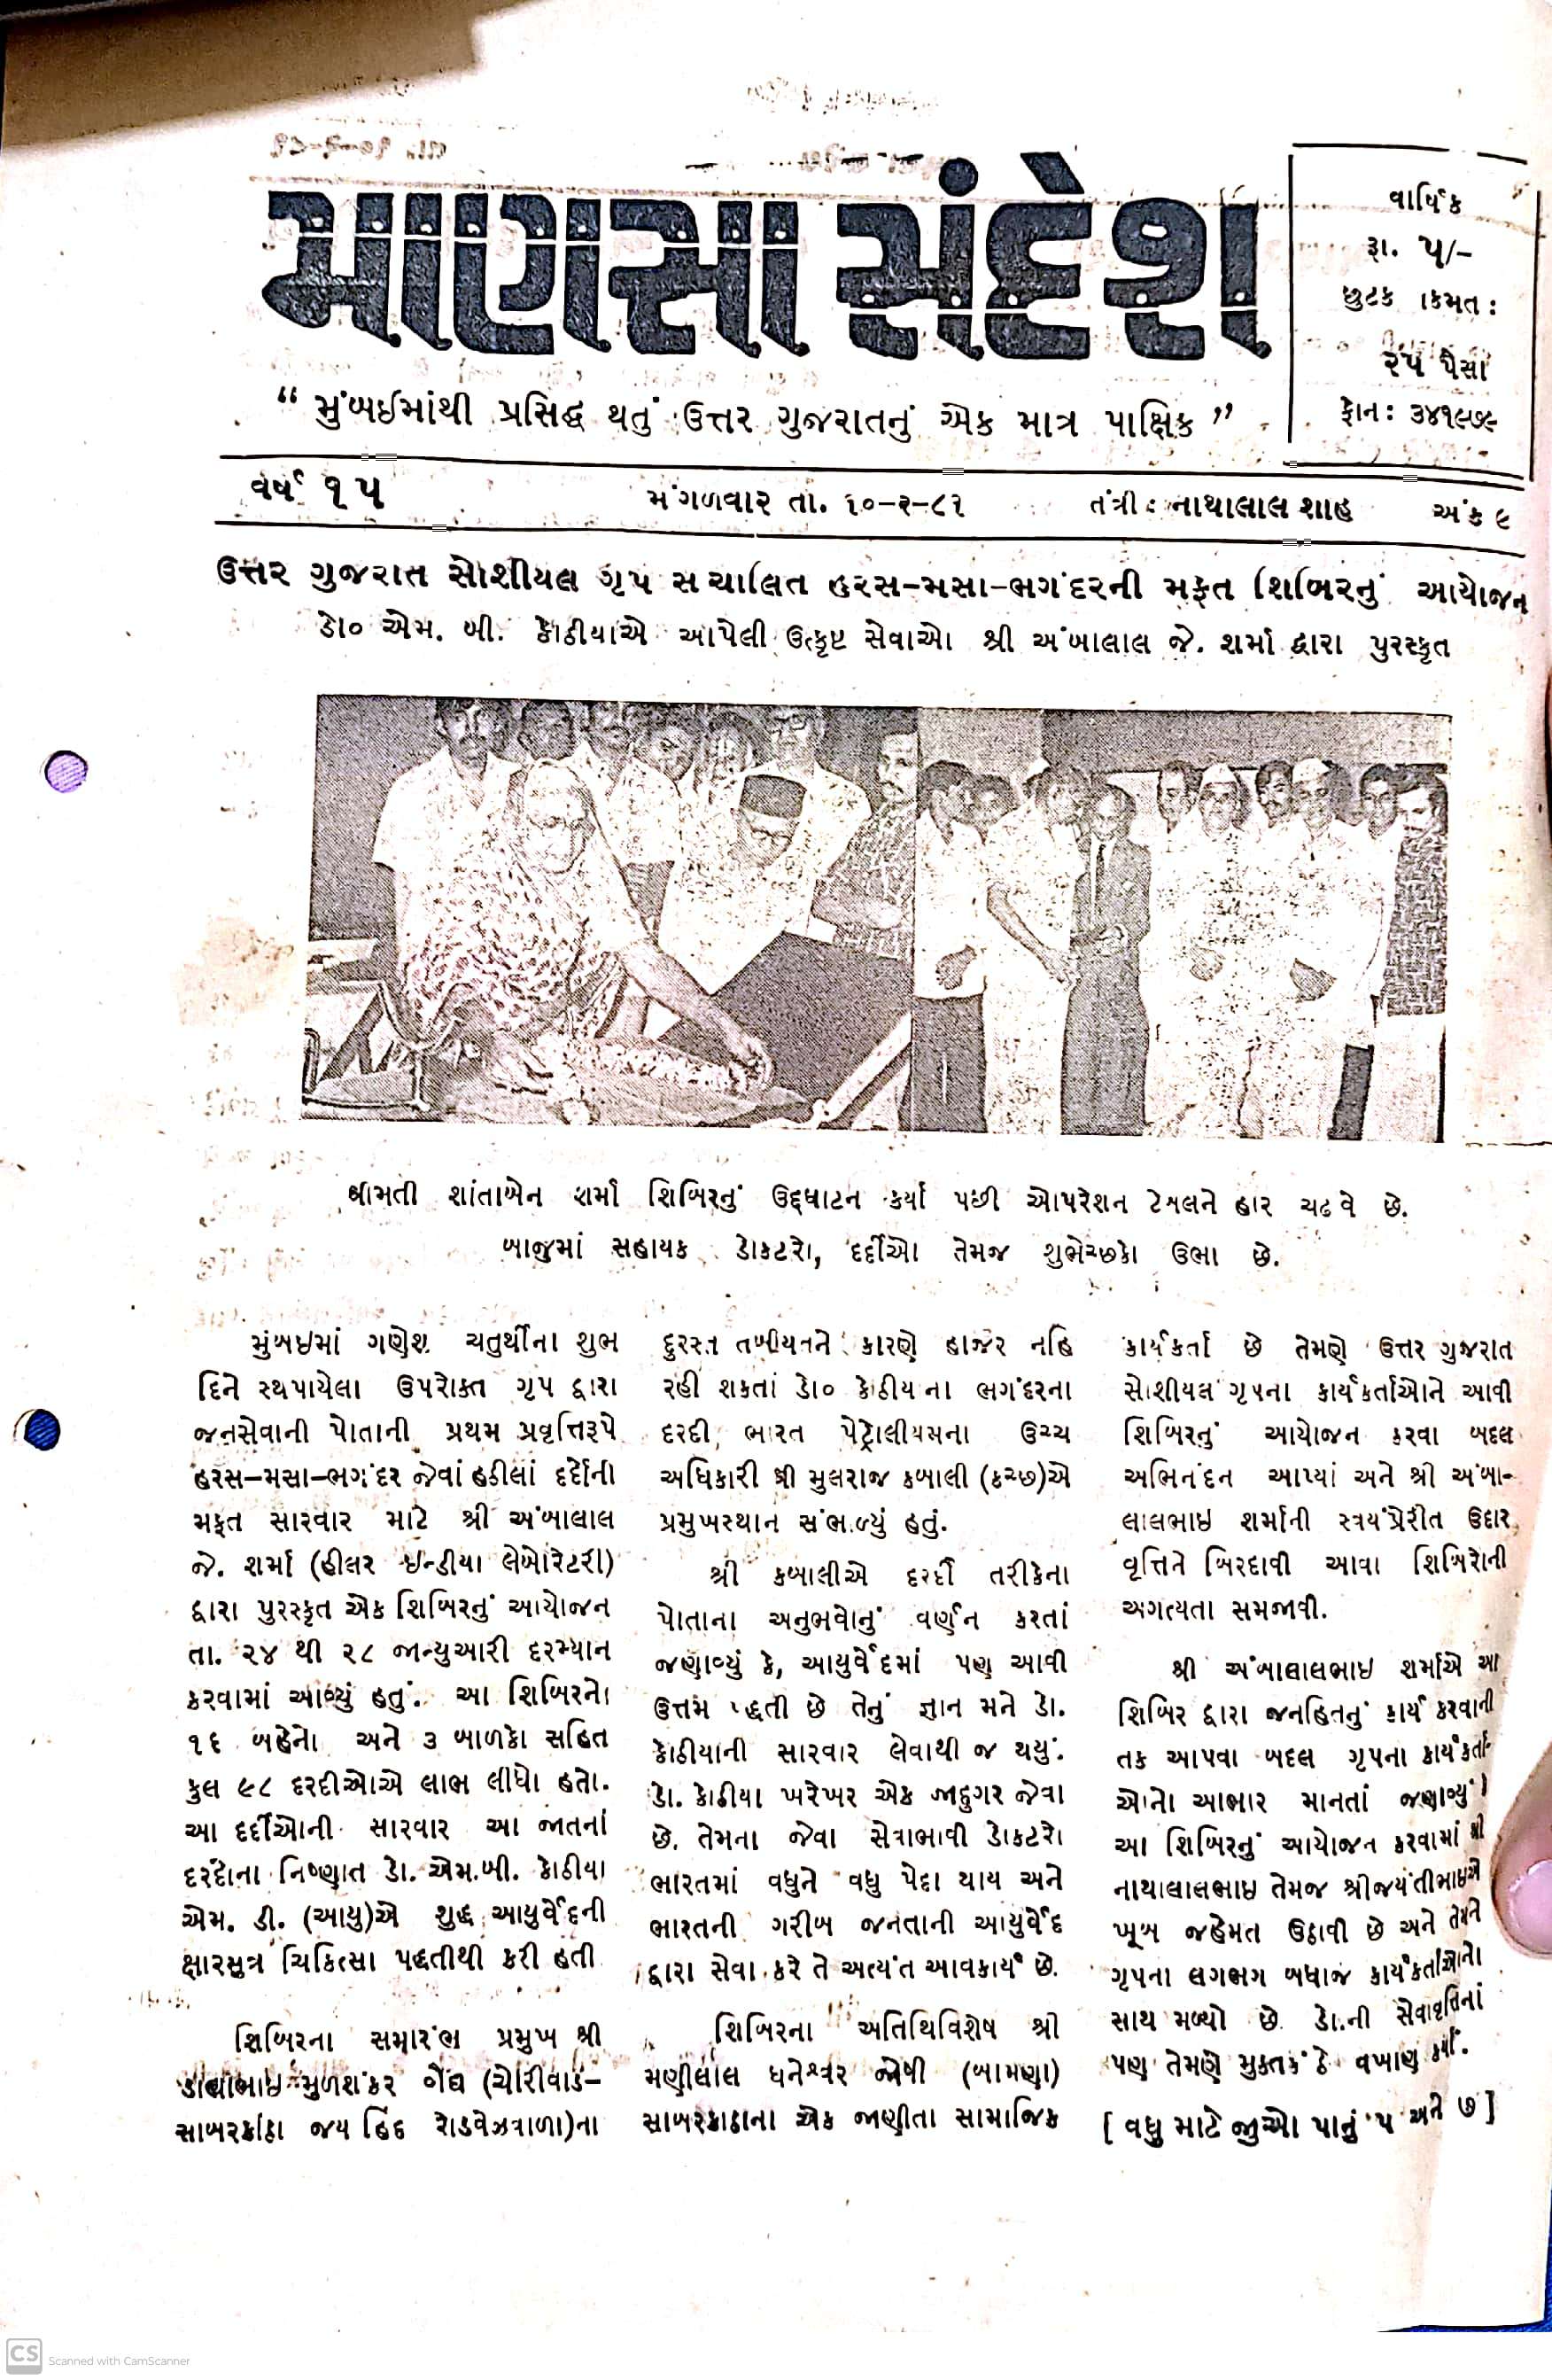 માણસા સંદેશ
વાર્ષિક
રૂા. ૫/-
છુટક કિંમત :
૨૫ પૈસા
ફોન : ૩૪૧૯૭૯
“ મુંબઈમાંથી પ્રસિદ્ધ થતું ઉત્તર ગુજરાતનું એક માત્ર પાક્ષિક ”
વર્ષ ૧૫ મંગળવાર તા. ૧૦-૨-૮૧ તંત્રી : નાથાલાલ શાહ અંક ૯
ઉત્તર ગુજરાત સોશીયલ ગૃપ સંચાલિત હરસ-મસા-ભગંદરની મફત શિબિરનું આયોજન
ડો૦ એમ. બી. કોઠીયાએ આપેલી ઉત્કૃષ્ટ સેવાઓ શ્રી અંબાલાલ જે. શર્મા દ્વારા પુરસ્કૃત
શ્રીમતી શાંતાબેન શર્મા શિબિરનું ઉદ્દઘાટન કર્યા પછી ઓપરેશન ટેબલને હાર ચઢવે છે.
બાજુમાં સહાયક ડોકટરો, દર્દીઓ તેમજ શુભેચ્છકો ઉભા છે.
મુંબઇમાં ગણેશ ચતુર્થીના શુભ
દિને સ્થપાયેલા ઉપરોક્ત ગૃપ દ્વારા
જનસેવાની પોતાની પ્રથમ પ્રવૃત્તિરૂપે
હરસ-મસા-ભગંદર જેવાં હઠીલાં દર્દોની
મફત સારવાર માટે શ્રી અંબાલાલ
જે. શર્મા (હીલર ઇન્ડીયા લેબોરેટરી)
દ્વારા પુરસ્કૃત એક શિબિરનું આયોજન
તા. ૨૪ થી ૨૮ જાન્યુઆરી દરમ્યાન
કરવામાં આવ્યું હતું. આ શિબિરનો
૧૬ બહેનો અને ૩ બાળકો સહિત
કુલ ૯૮ દરદીઓએ લાભ લીધો હતો.
આ દર્દીઓની સારવાર આ જાતનાં
દરદોના નિષ્ણાત ડો. એમ.બી. કોઠીયા
એમ. ડી. (આયુ)એ શુદ્ધ આયુર્વેદની
ક્ષારસુત્ર ચિકિત્સા પદ્ધતીથી કરી હતી
શિબિરના સમારંભ પ્રમુખ શ્રી
ડાહ્યાભાઇ મુળશંકર વૈદ્ય (ચોરીવાડ-
સાબરકાંઠા જય હિંદ રોડવેઝવાળા)ના
દુરસ્ત તબીયતને કારણે હાજર નહિ
રહી શકતાં ડો૦ કોઠીયાના ભગંદરના
દરદી, ભારત પેટ્રોલીયમના ઉચ્ચ
અધિકારી શ્રી મુલરાજ કબાલી (કચ્છ)એ
પ્રમુખસ્થાન સંભાળ્યું હતું.
શ્રી કબાલીએ દરદી તરીકેના
પોતાના અનુભવોનું વર્ણન કરતાં
જણાવ્યું કે, આયુર્વેદમાં પણ આવી
ઉત્તમ પદ્ધતી છે તેનું જ્ઞાન મને ડો.
કોઠીયાની સારવાર લેવાથી જ થયું.
ડો. કોઠીયા ખરેખર એક જાદુગર જેવા
છે. તેમના જેવા સેવાભાવી ડોકટરો
ભારતમાં વધુને વધુ પેદા થાય અને
ભારતની ગરીબ જનતાની આયુર્વેદ
દ્વારા સેવા કરે તે અત્યંત આવકાર્ય છે.
શિબિરના અતિથિવિશેષ શ્રી
મણીલાલ ધનેશ્વર જોષી (બામણા)
સાબરકાંઠાના એક જાણીતા સામાજિક
કાર્યકર્તા છે તેમણે ઉત્તર ગુજરાત
સોશીયલ ગૃપના કાર્યકર્તાઓને આવી
શિબિરનું આયોજન કરવા બદલ
અભિનંદન આપ્યાં અને શ્રી અંબા-
લાલભાઇ શર્માની સ્વયંપ્રેરીત ઉદાર
વૃત્તિને બિરદાવી આવા શિબિરોની
અગત્યતા સમજાવી.
શ્રી અંબાલાલભાઇ શર્માએ આ
શિબિર દ્વારા જનહિતનું કાર્ય કરવાની
તક આપવા બદલ ગૃપના કાર્યકર્તા-
ઓનો આભાર માનતાં જણાવ્યું
આ શિબિરનું આયોજન કરવામાં શ્રી
નાથાલાલભાઇ તેમજ શ્રી જયંતીભાઇએ
ખૂબ જહેમત ઉઠાવી છે અને તેમને
ગૃપના લગભગ બધાજ કાર્યકર્તાઓનો
સાથ મળ્યો છે. ડો.ની સેવાવૃત્તિનાં
પણ તેમણે મુક્તકંઠે વખાણ કર્યાં.
[ વધુ માટે જુઓ પાનું ૫ અને ૭ ]
CS Scanned with CamScanner